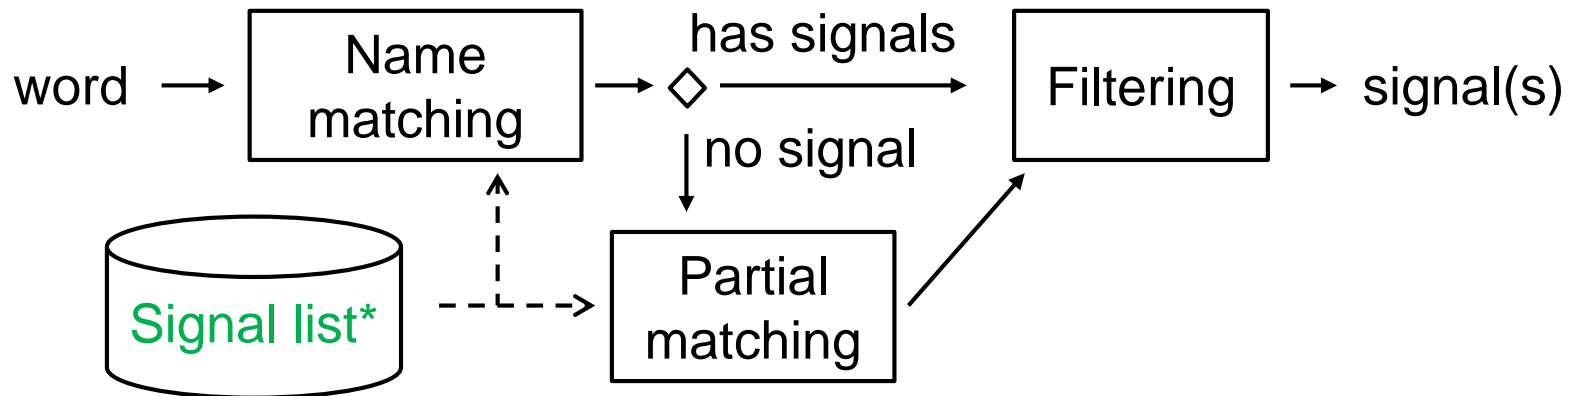 word
Name
matching
has signals
no signal
Filtering
signal(s)
Signal list*
Partial
matching